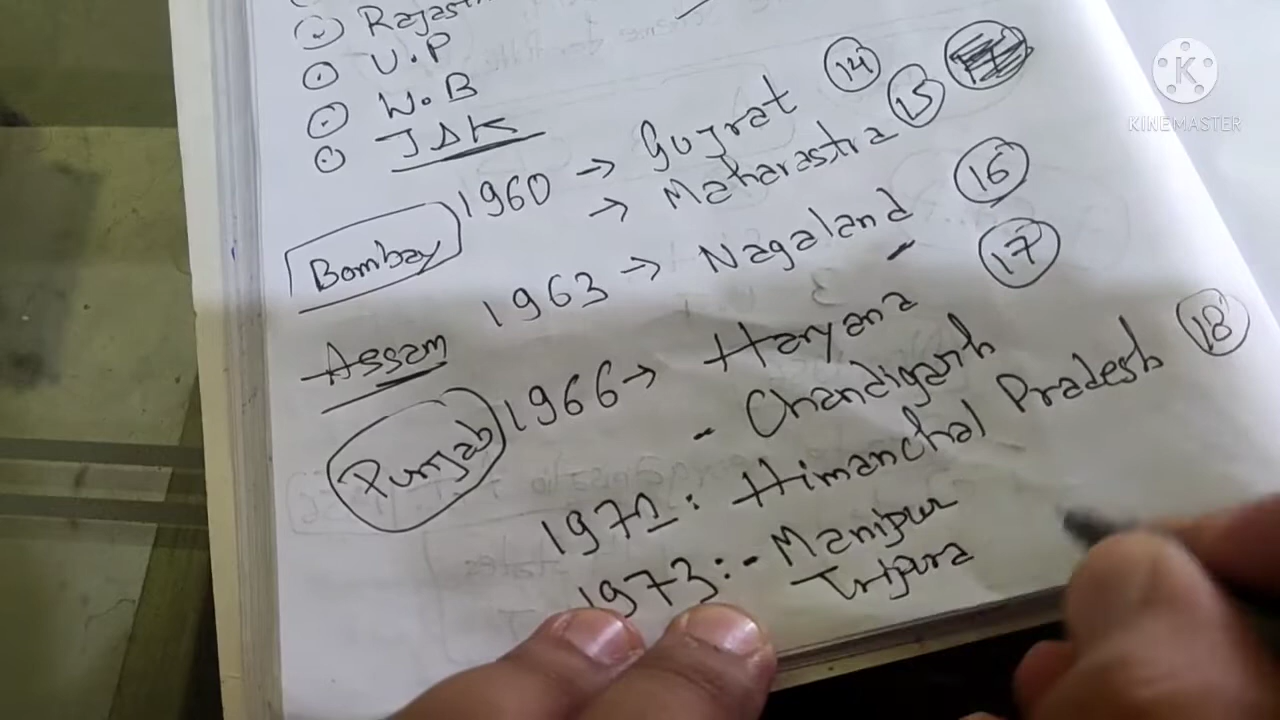 Rajast
U.P
W.B
J&K
Bombay 1960 → Gujrat 14
→ Maharastra 15
1963 → Nagaland 16
Assam
Punjab 1966 → Haryana 17
- Chandigarh
1971 : Himanchal Pradesh 18
1973 :- Manipur
Tripura
K
KINEMASTER